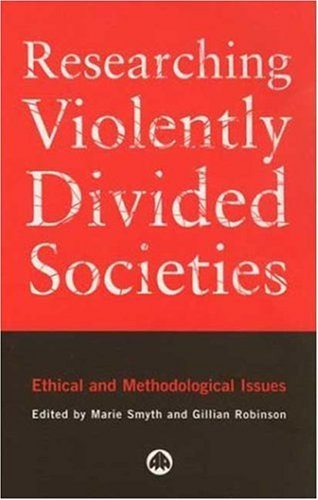 Researching
Violently
Divided
Societies
Ethical and Methodological Issues
Edited by Marie Smyth and Gillian Robinson